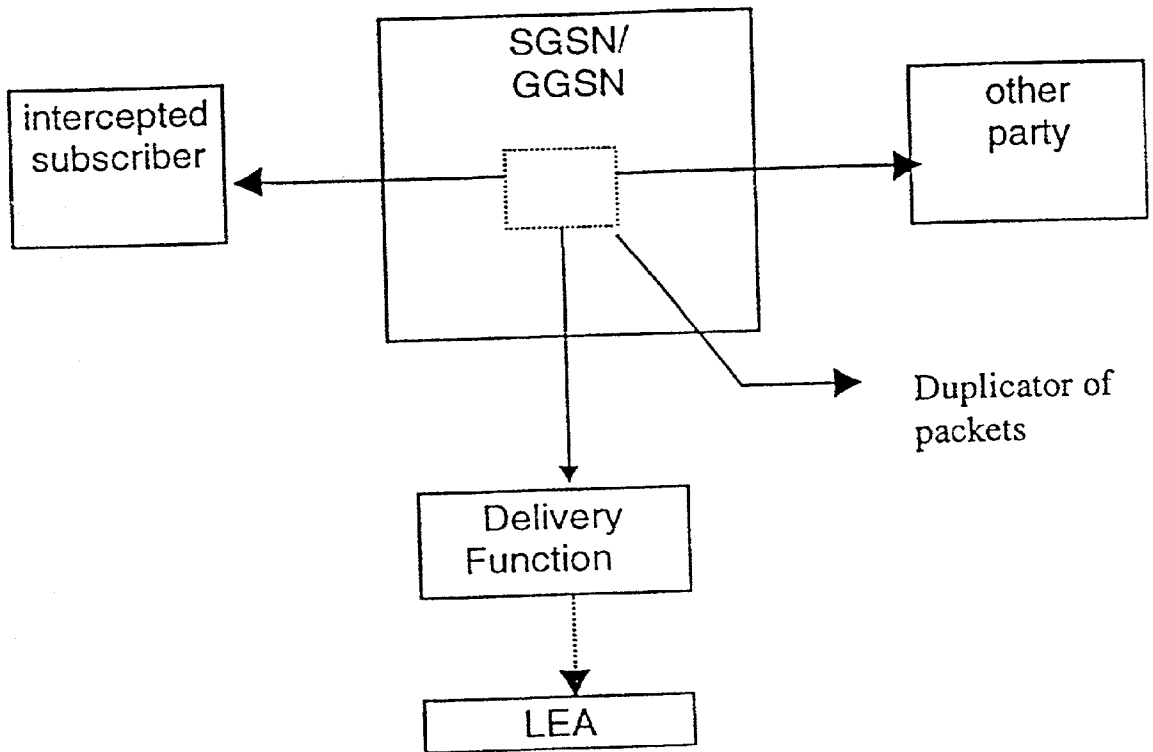 SGSN/
GGSN
intercepted
subscriber
other
party
Duplicator of
packets
Delivery
Function
LEA